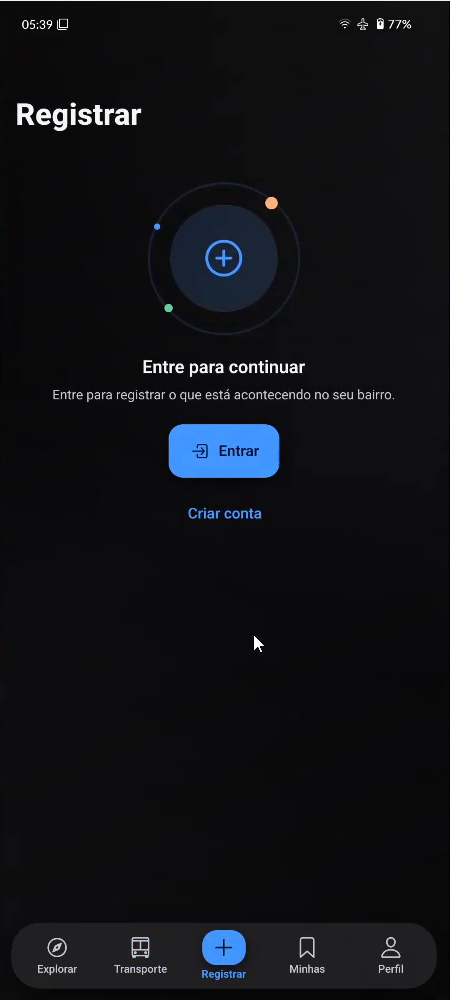 05:39
77%
Registrar
Entre para continuar
Entre para registrar o que está acontecendo no seu bairro.
Entrar
Criar conta
Explorar
Transporte
Registrar
Minhas
Perfil